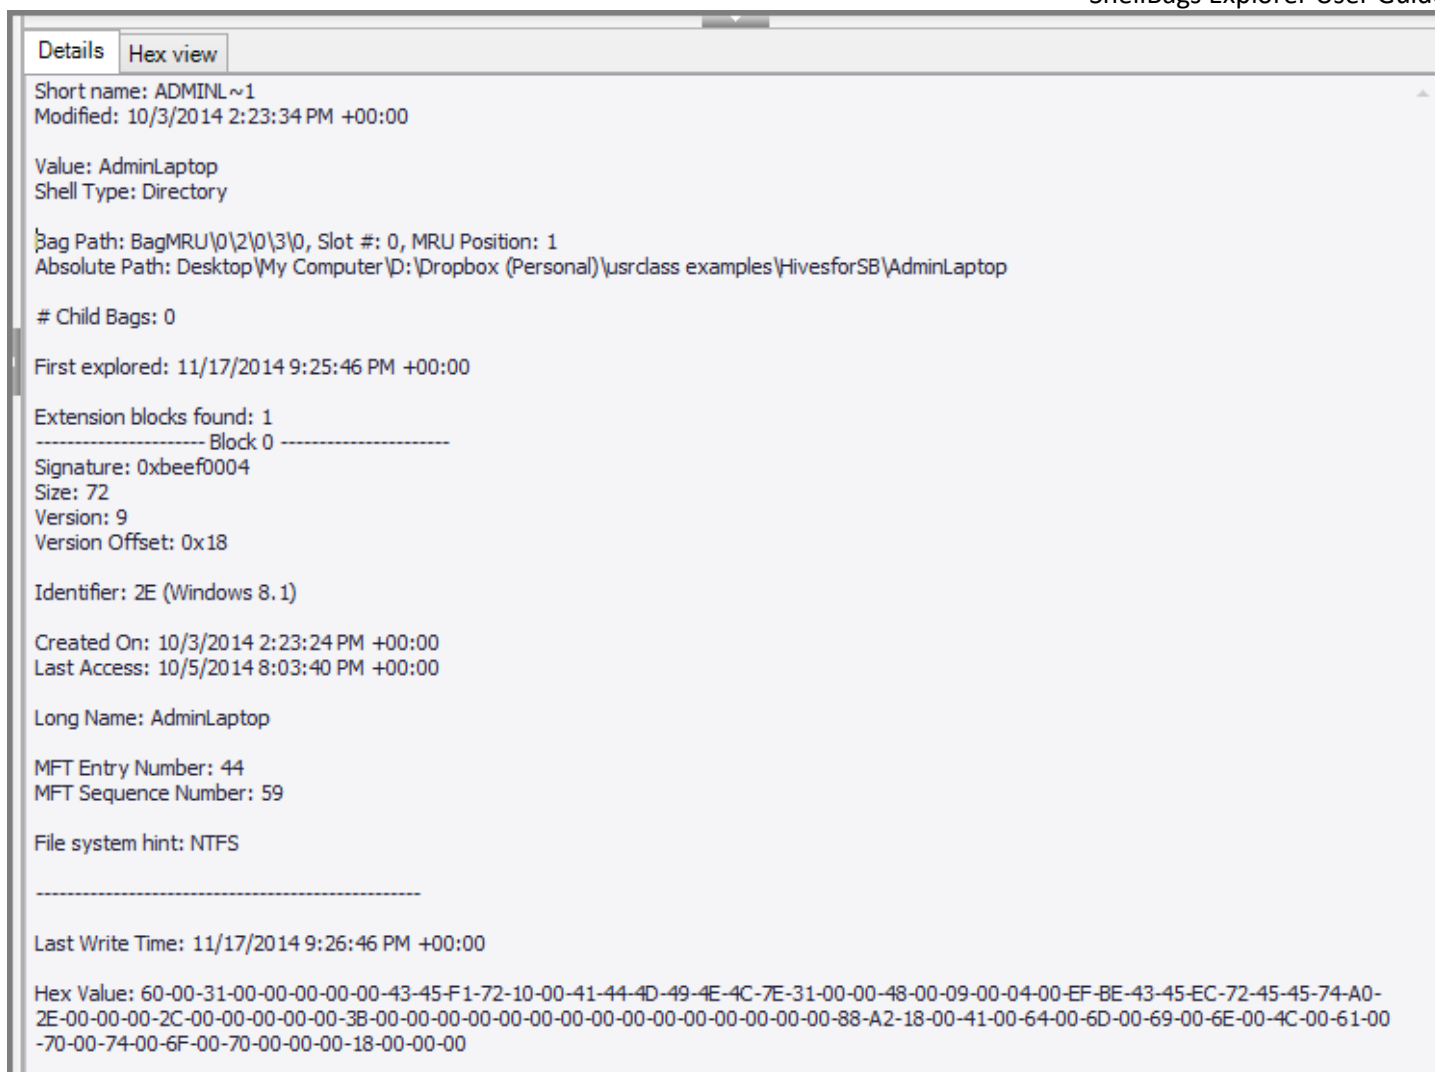 ShellBags Explorer User Guide
Details
Hex view
Short name: ADMINL~1
Modified: 10/3/2014 2:23:34 PM +00:00
Value: AdminLaptop
Shell Type: Directory
Bag Path: BagMRU\0\2\0\3\0, Slot #: 0, MRU Position: 1
Absolute Path: Desktop\My Computer\D:\Dropbox (Personal)\usrclass examples\HivesforSB\AdminLaptop
# Child Bags: 0
First explored: 11/17/2014 9:25:46 PM +00:00
Extension blocks found: 1
---------------------- Block 0 ----------------------
Signature: 0xbeef0004
Size: 72
Version: 9
Version Offset: 0x18
Identifier: 2E (Windows 8.1)
Created On: 10/3/2014 2:23:24 PM +00:00
Last Access: 10/5/2014 8:03:40 PM +00:00
Long Name: AdminLaptop
MFT Entry Number: 44
MFT Sequence Number: 59
File system hint: NTFS
--------------------------------------------------
Last Write Time: 11/17/2014 9:26:46 PM +00:00
Hex Value: 60-00-31-00-00-00-00-00-43-45-F1-72-10-00-41-44-4D-49-4E-4C-7E-31-00-00-48-00-09-00-04-00-EF-BE-43-45-EC-72-45-45-74-A0-
2E-00-00-00-2C-00-00-00-00-00-3B-00-00-00-00-00-00-00-00-00-00-00-00-00-00-00-88-A2-18-00-41-00-64-00-6D-00-69-00-6E-00-4C-00-61-00
-70-00-74-00-6F-00-70-00-00-00-18-00-00-00